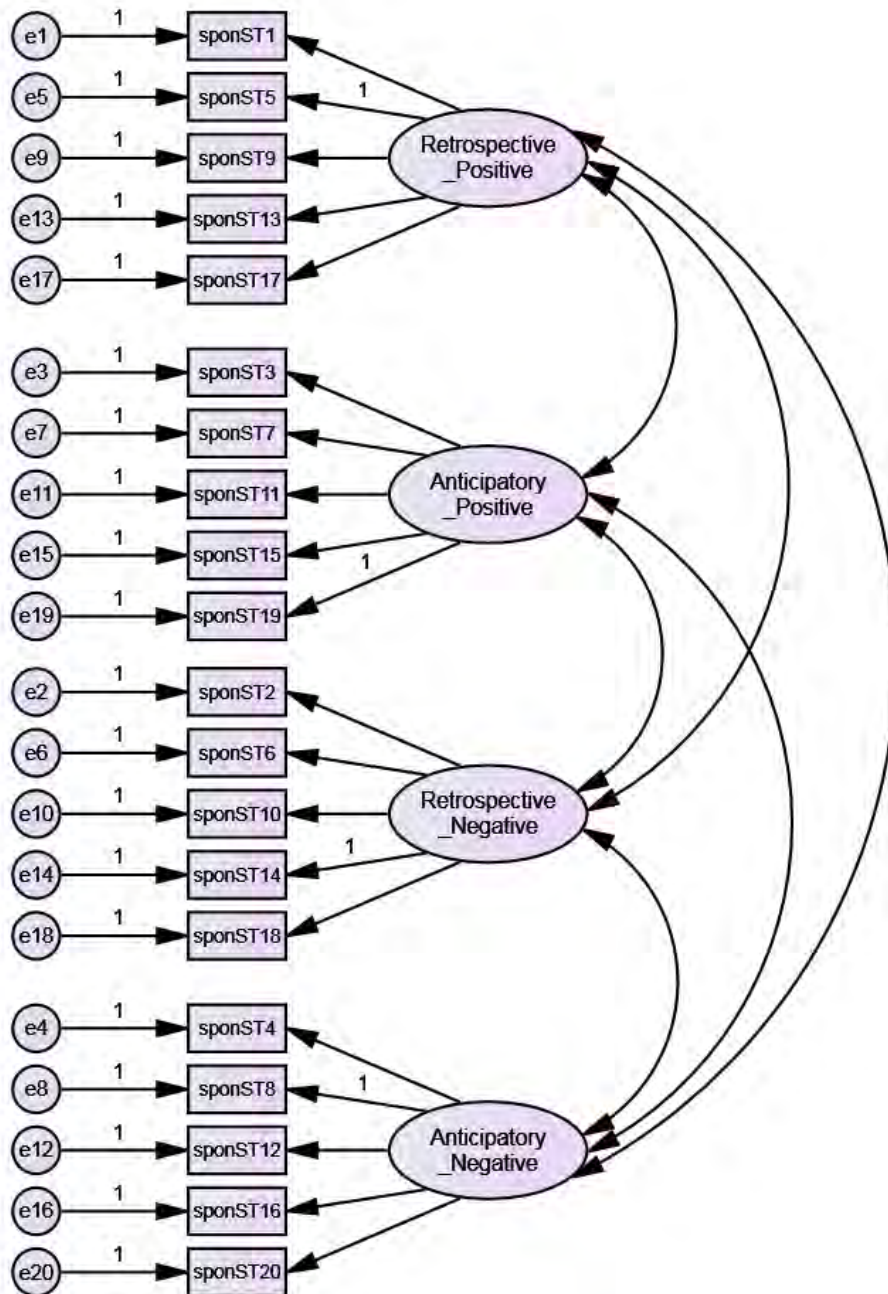 e1 1 sponST1
e5 1 sponST5 1
e9 1 sponST9
Retrospective
_Positive
e13 1 sponST13
e17 1 sponST17
e3 1 sponST3
e7 1 sponST7
e11 1 sponST11
Anticipatory
_Positive
e15 1 sponST15
e19 1 sponST19 1
e2 1 sponST2
e6 1 sponST6
e10 1 sponST10
Retrospective
_Negative
e14 1 sponST14 1
e18 1 sponST18
e4 1 sponST4
e8 1 sponST8 1
e12 1 sponST12
Anticipatory
_Negative
e16 1 sponST16
e20 1 sponST20